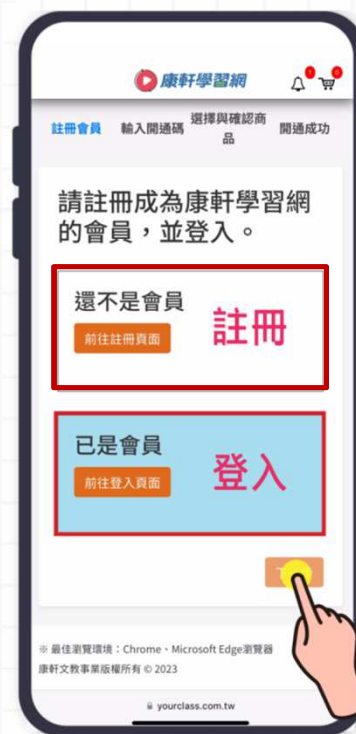 康軒學習網
註冊會員 輸入開通碼 選擇與確認商品 開通成功
請註冊成為康軒學習網
的會員，並登入。
還不是會員
前往註冊頁面
註冊
已是會員
前往登入頁面
登入
※ 最佳瀏覽環境：Chrome、Microsoft Edge瀏覽器
康軒文教事業版權所有 © 2023
yourclass.com.tw